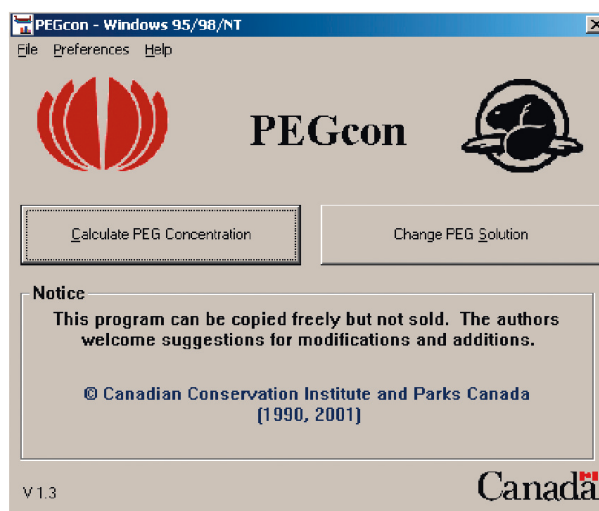 PEGcon - Windows 95/98/NT
File Preferences Help
PEGcon
Calculate PEG Concentration
Change PEG Solution
Notice
This program can be copied freely but not sold. The authors
welcome suggestions for modifications and additions.
© Canadian Conservation Institute and Parks Canada
(1990, 2001)
V 1.3
Canada